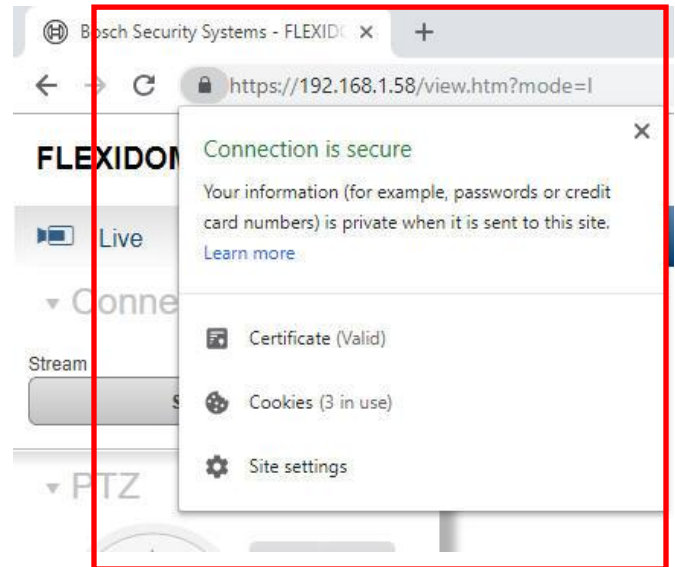 Bosch Security Systems - FLEXID
https://192.168.1.58/view.htm?mode=l
FLEXIDOM
Connection is secure
Your information (for example, passwords or credit
card numbers) is private when it is sent to this site.
Learn more
Live
Conne
Certificate (Valid)
Stream
Cookies (3 in use)
S
Site settings
PTZ